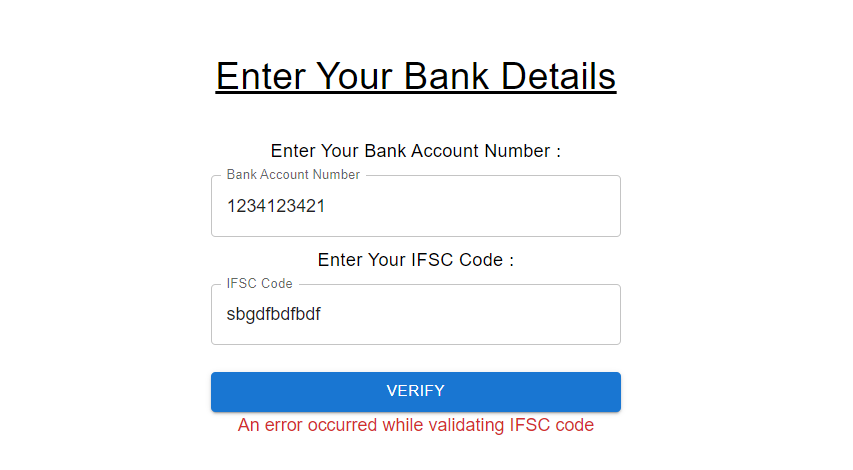 Enter Your Bank Details
Enter Your Bank Account Number :
Bank Account Number
1234123421
Enter Your IFSC Code :
IFSC Code
sbgdfbdfbdf
VERIFY
An error occurred while validating IFSC code